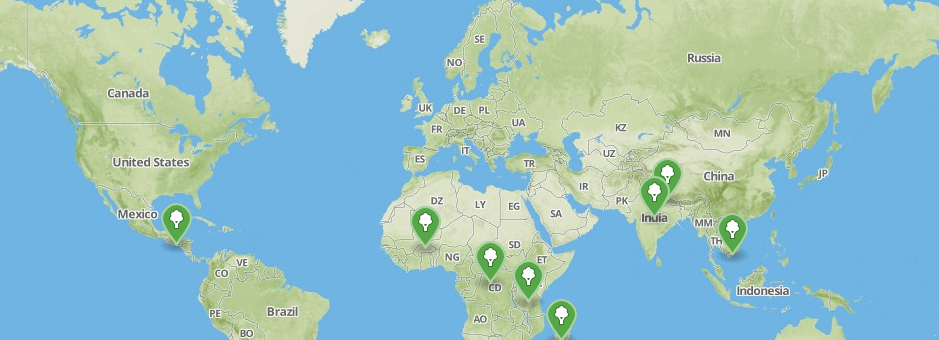 SE
NO
Russia
Canada
UK
DE
PL
UA
FR
KZ
MN
IT
ES
UZ
United States
TR
China
JP
IR
PK
DZ
LY
EG
SA
Mexico
India
MM
TH
SD
NG
ET
VE
CO
CD
Indonesia
PE
Brazil
AO
BO